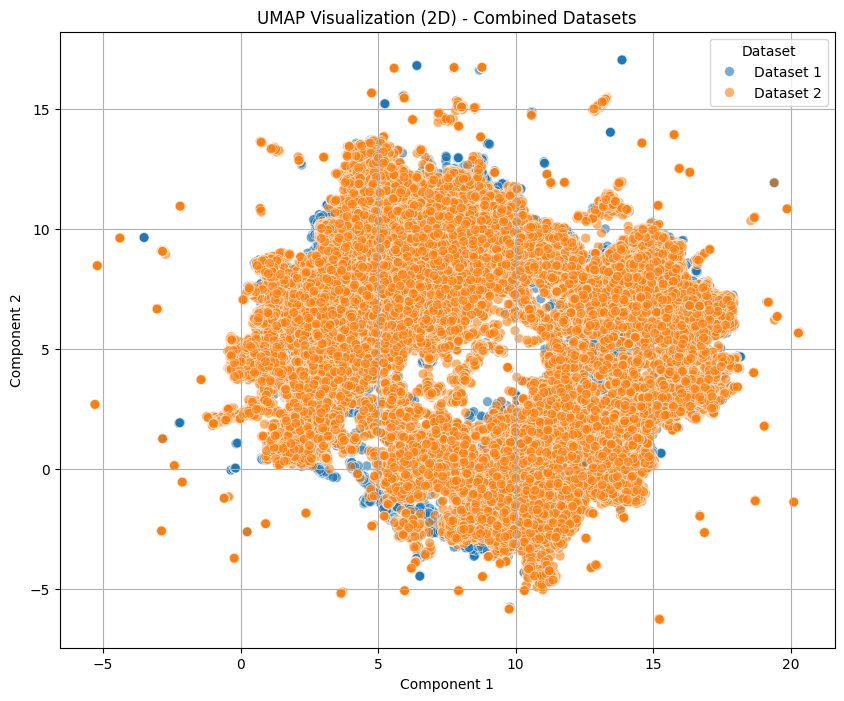 UMAP Visualization (2D) - Combined Datasets
Dataset
Dataset 1
Dataset 2
Component 2
15
10
5
0
−5
−5
0
5
10
15
20
Component 1